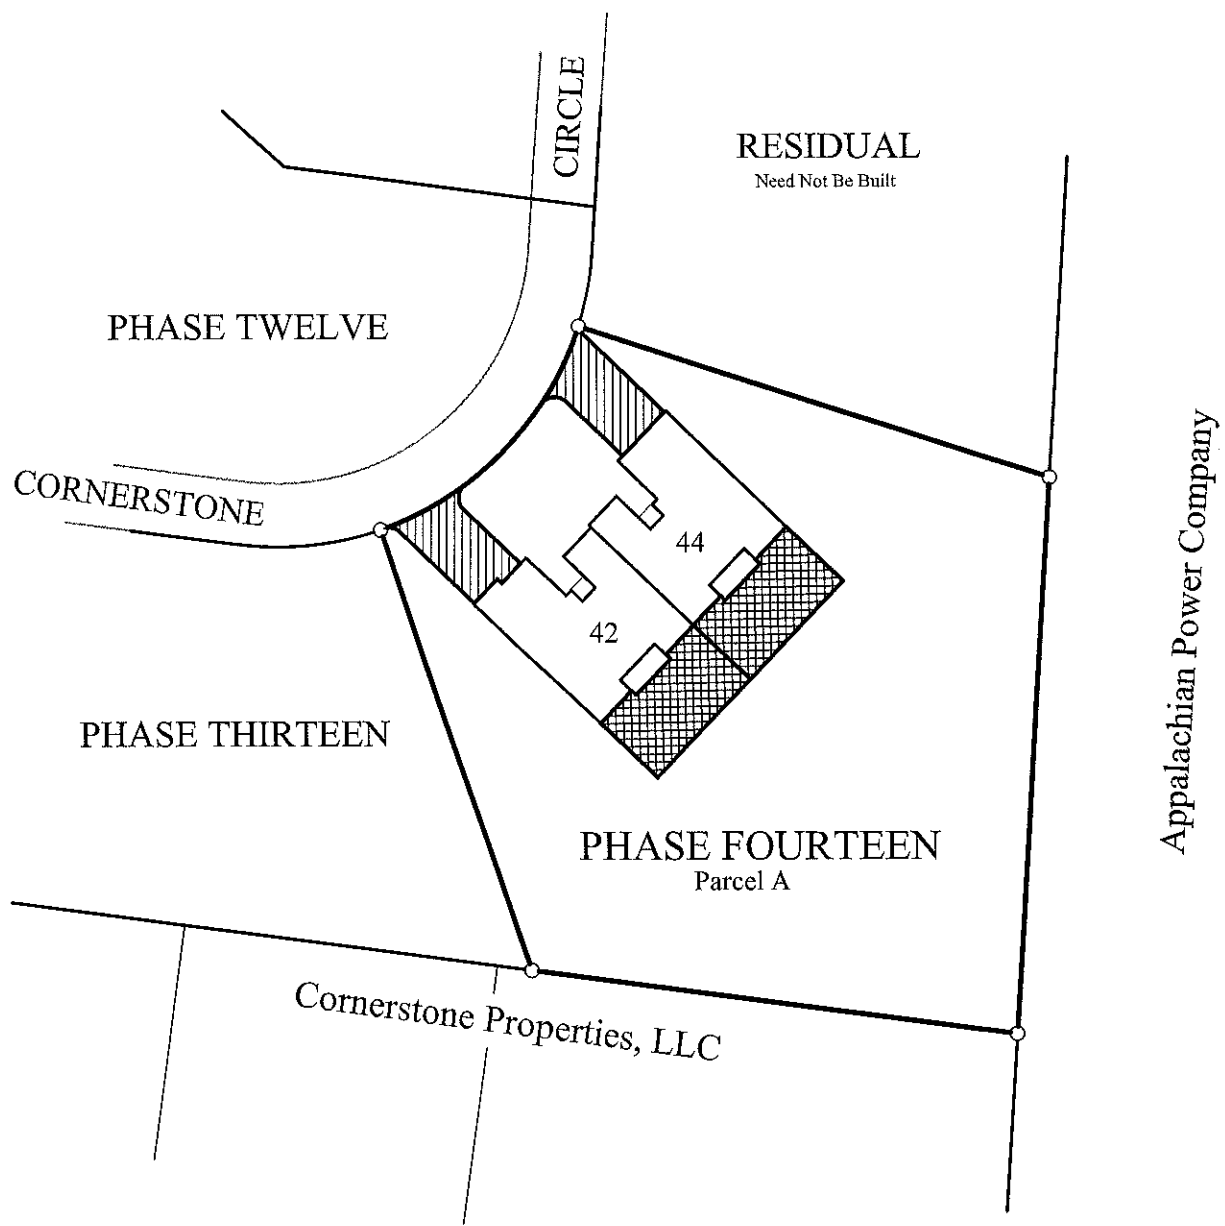 CIRCLE
RESIDUAL
Need Not Be Built
PHASE TWELVE
CORNERSTONE
44
42
Appalachian Power Company
PHASE THIRTEEN
PHASE FOURTEEN
Parcel A
Cornerstone Properties, LLC